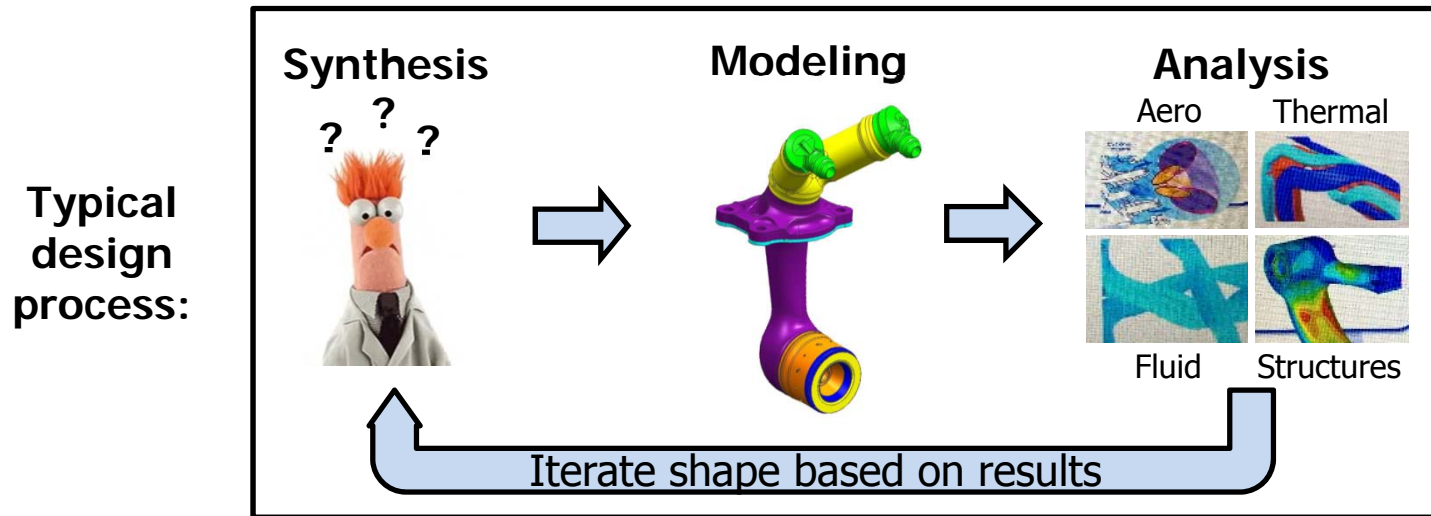 Typical
design
process:
Synthesis
? ? ?
Modeling
Analysis
Aero Thermal
Fluid Structures
Iterate shape based on results